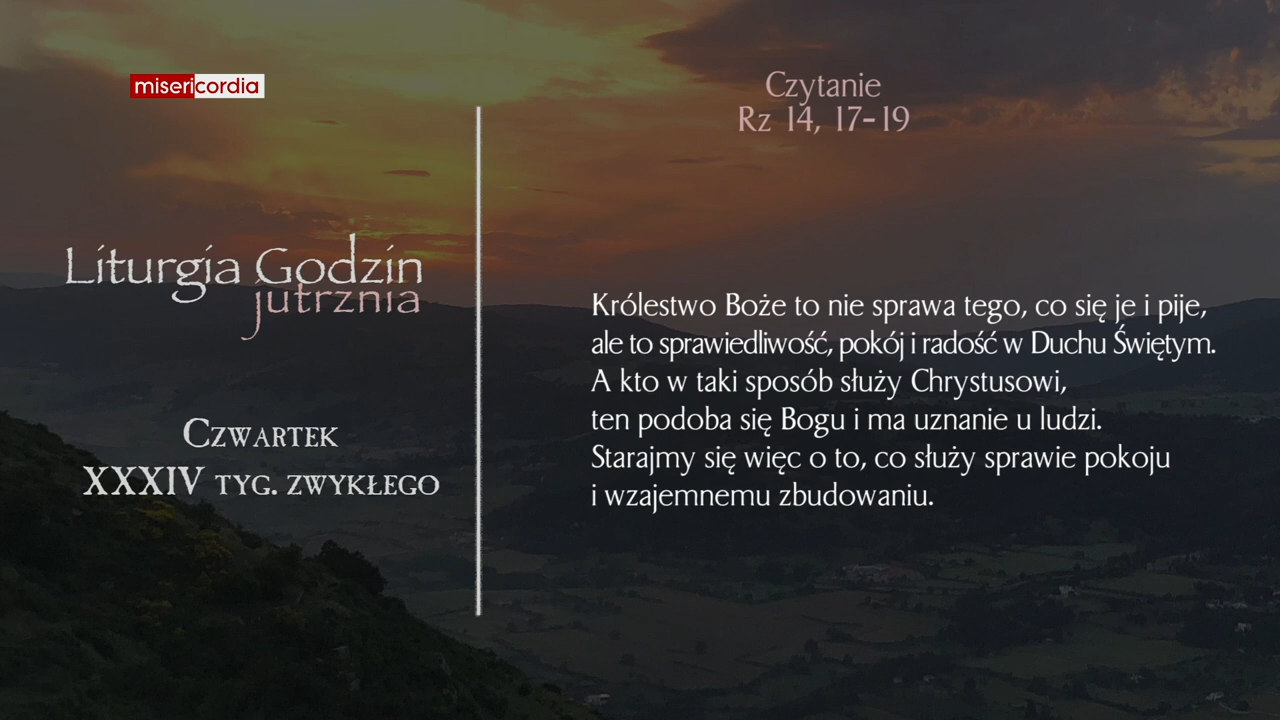 misericordia
Liturgia Godzin
jutrznia
Czwartek
XXXIV tyg. zwykłego
Czytanie
Rz 14, 17-19
Królestwo Boże to nie sprawa tego, co się je i pije,
ale to sprawiedliwość, pokój i radość w Duchu Świętym.
A kto w taki sposób służy Chrystusowi,
ten podoba się Bogu i ma uznanie u ludzi.
Starajmy się więc o to, co służy sprawie pokoju
i wzajemnemu zbudowaniu.